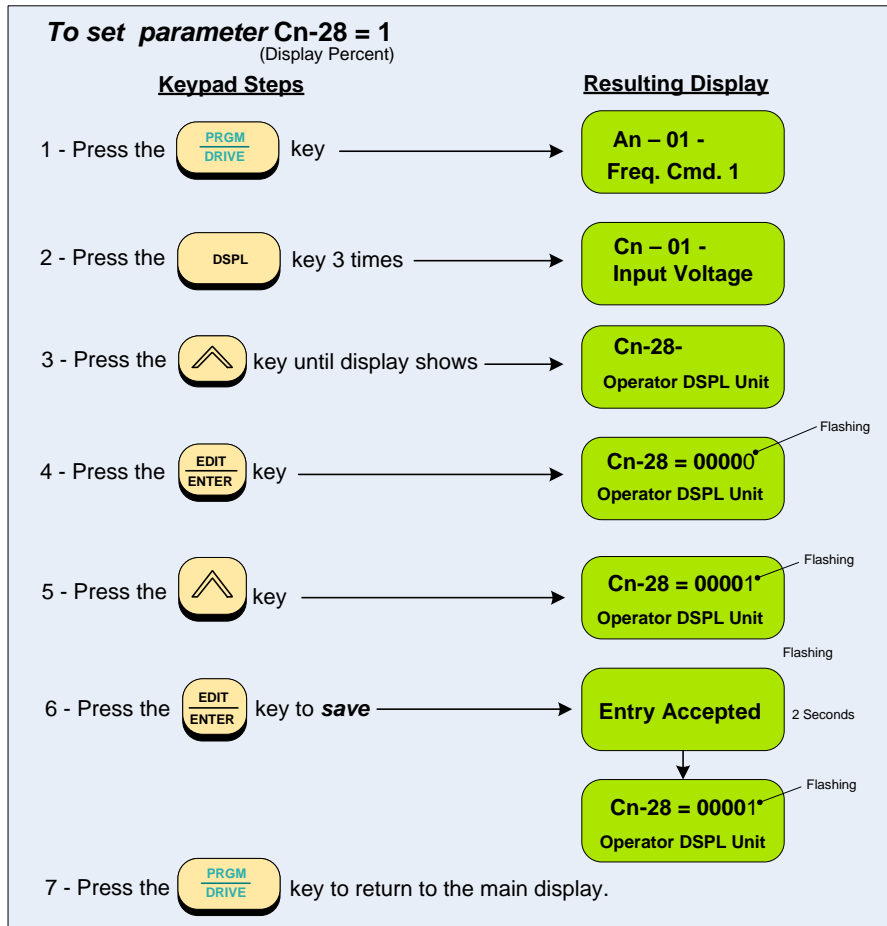 To set parameter Cn-28 = 1
(Display Percent)
Keypad Steps
Resulting Display
1 - Press the PRGM DRIVE key
An – 01 -
Freq. Cmd. 1
2 - Press the DSPL key 3 times
Cn – 01 -
Input Voltage
3 - Press the key until display shows
Cn-28-
Operator DSPL Unit
4 - Press the EDIT ENTER key
Flashing
Cn-28 = 00000
Operator DSPL Unit
5 - Press the key
Flashing
Cn-28 = 00001
Operator DSPL Unit
6 - Press the EDIT ENTER key to save
Flashing
Entry Accepted
2 Seconds
Flashing
Cn-28 = 00001
Operator DSPL Unit
7 - Press the PRGM DRIVE key to return to the main display.